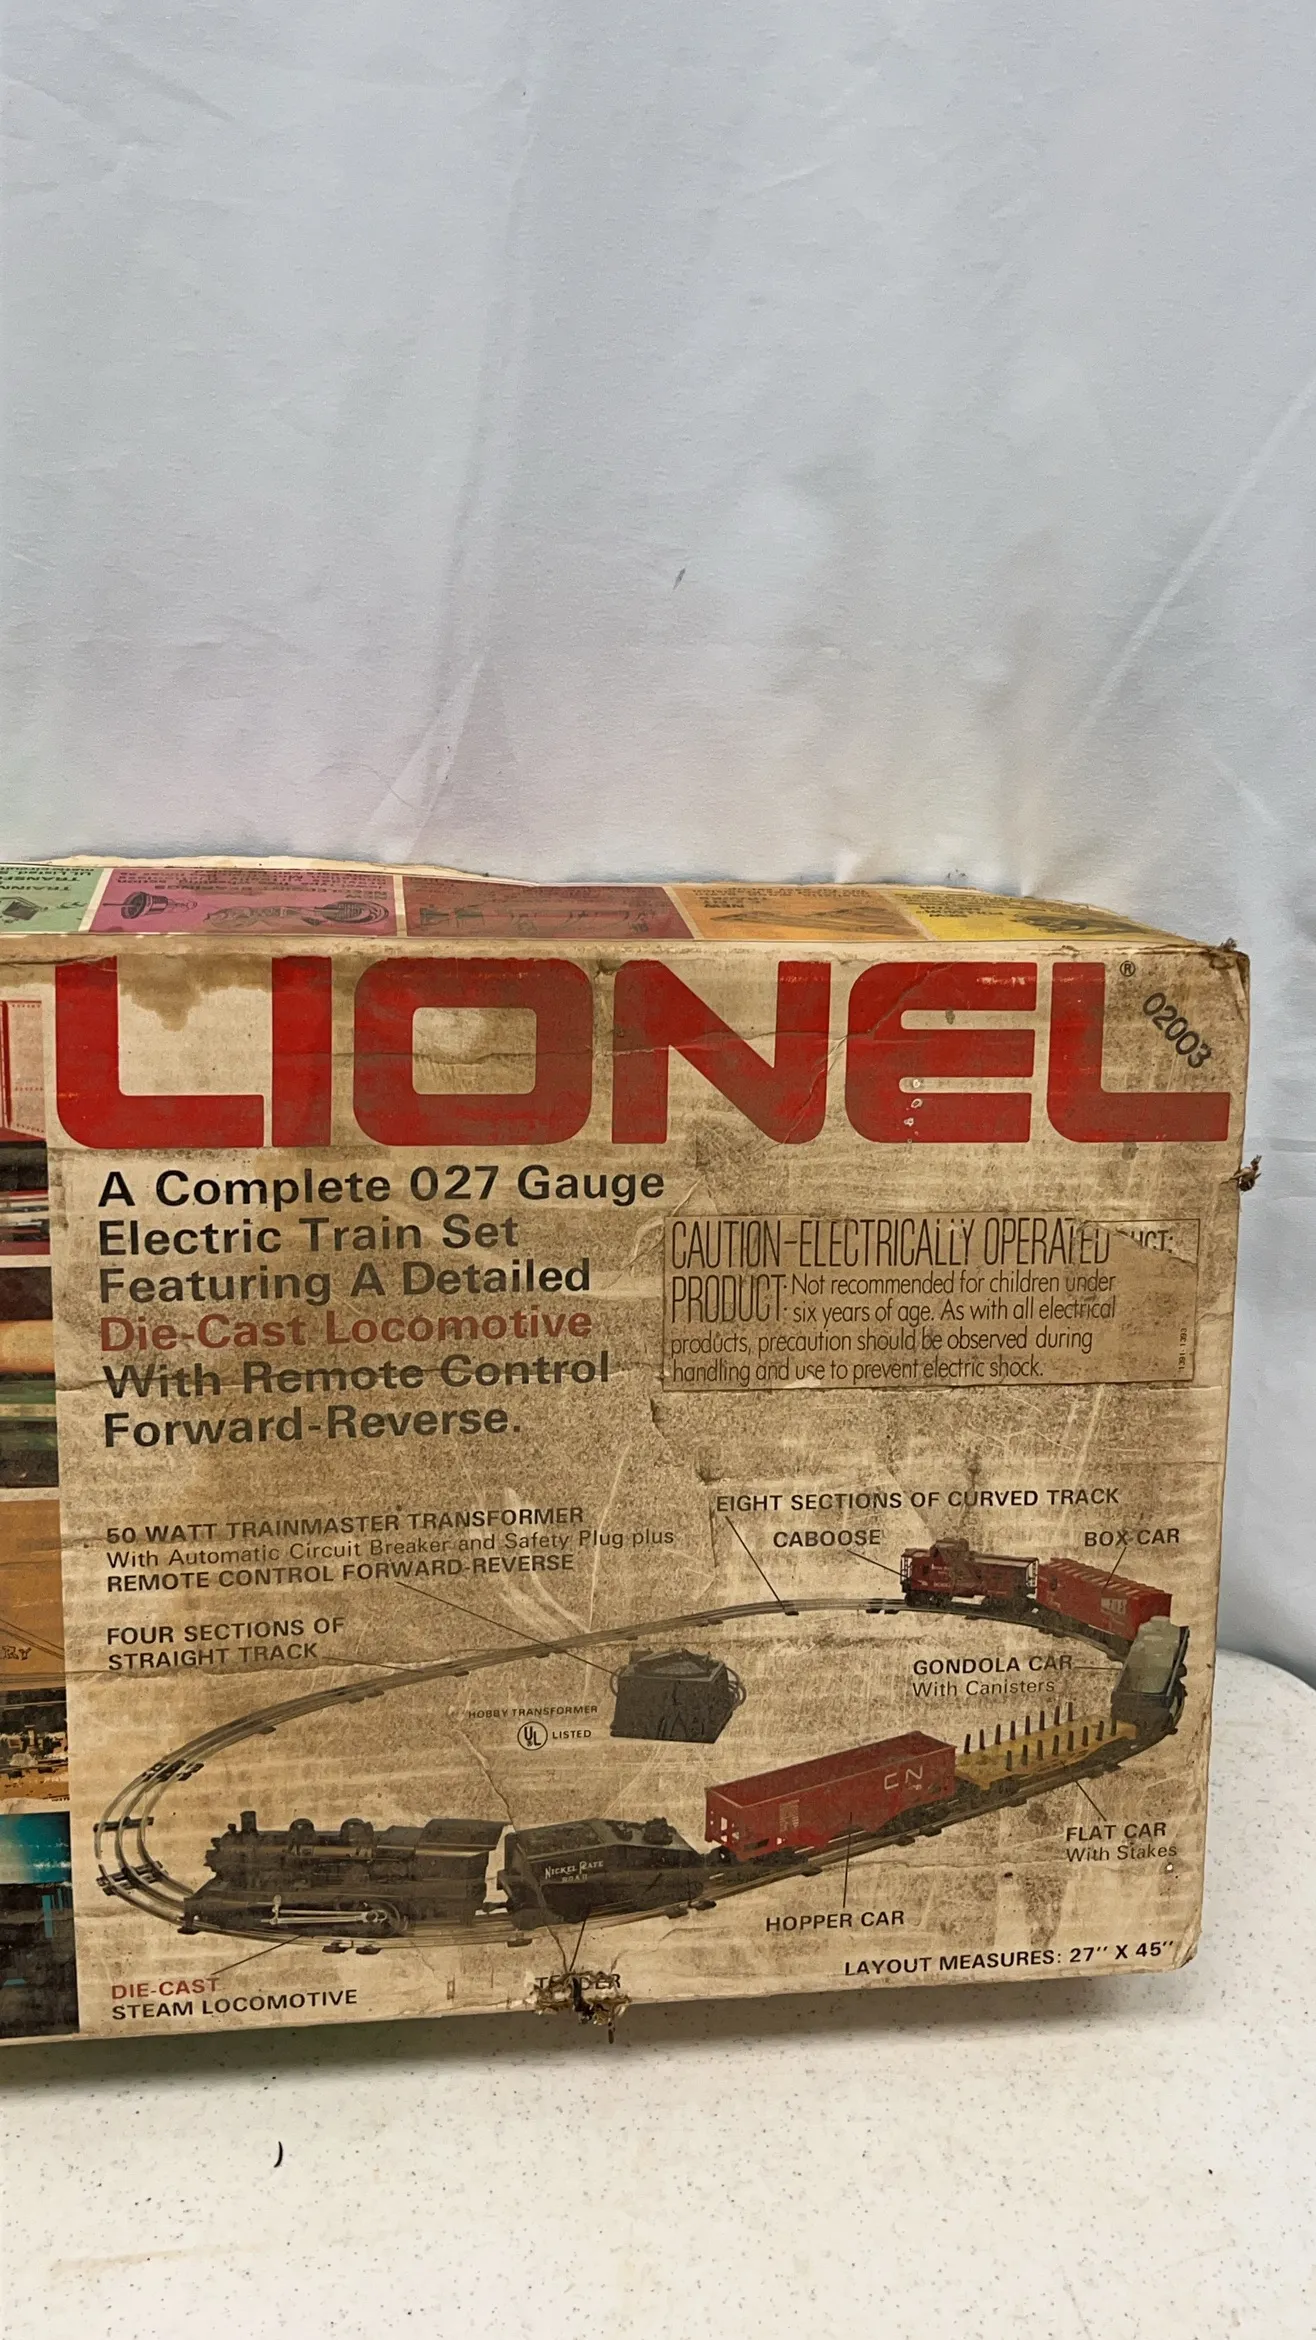 LIONEL®
02003
A Complete 027 Gauge
Electric Train Set
Featuring A Detailed
Die-Cast Locomotive
With Remote Control
Forward-Reverse.
CAUTION-ELECTRICALLY OPERATED
PRODUCT: Not recommended for children under
six years of age. As with all electrical
products, precaution should be observed during
handling and use to prevent electric shock.
50 WATT TRAINMASTER TRANSFORMER
With Automatic Circuit Breaker and Safety Plug plus
REMOTE CONTROL FORWARD-REVERSE
FOUR SECTIONS OF
STRAIGHT TRACK
EIGHT SECTIONS OF CURVED TRACK
CABOOSE
BOX CAR
GONDOLA CAR
With Canisters
HOBBY TRANSFORMER
UL LISTED
CN
NICKEL PLATE
ROAD
FLAT CAR
With Stakes
HOPPER CAR
LAYOUT MEASURES: 27" X 45"
DIE-CAST
STEAM LOCOMOTIVE
TENDER